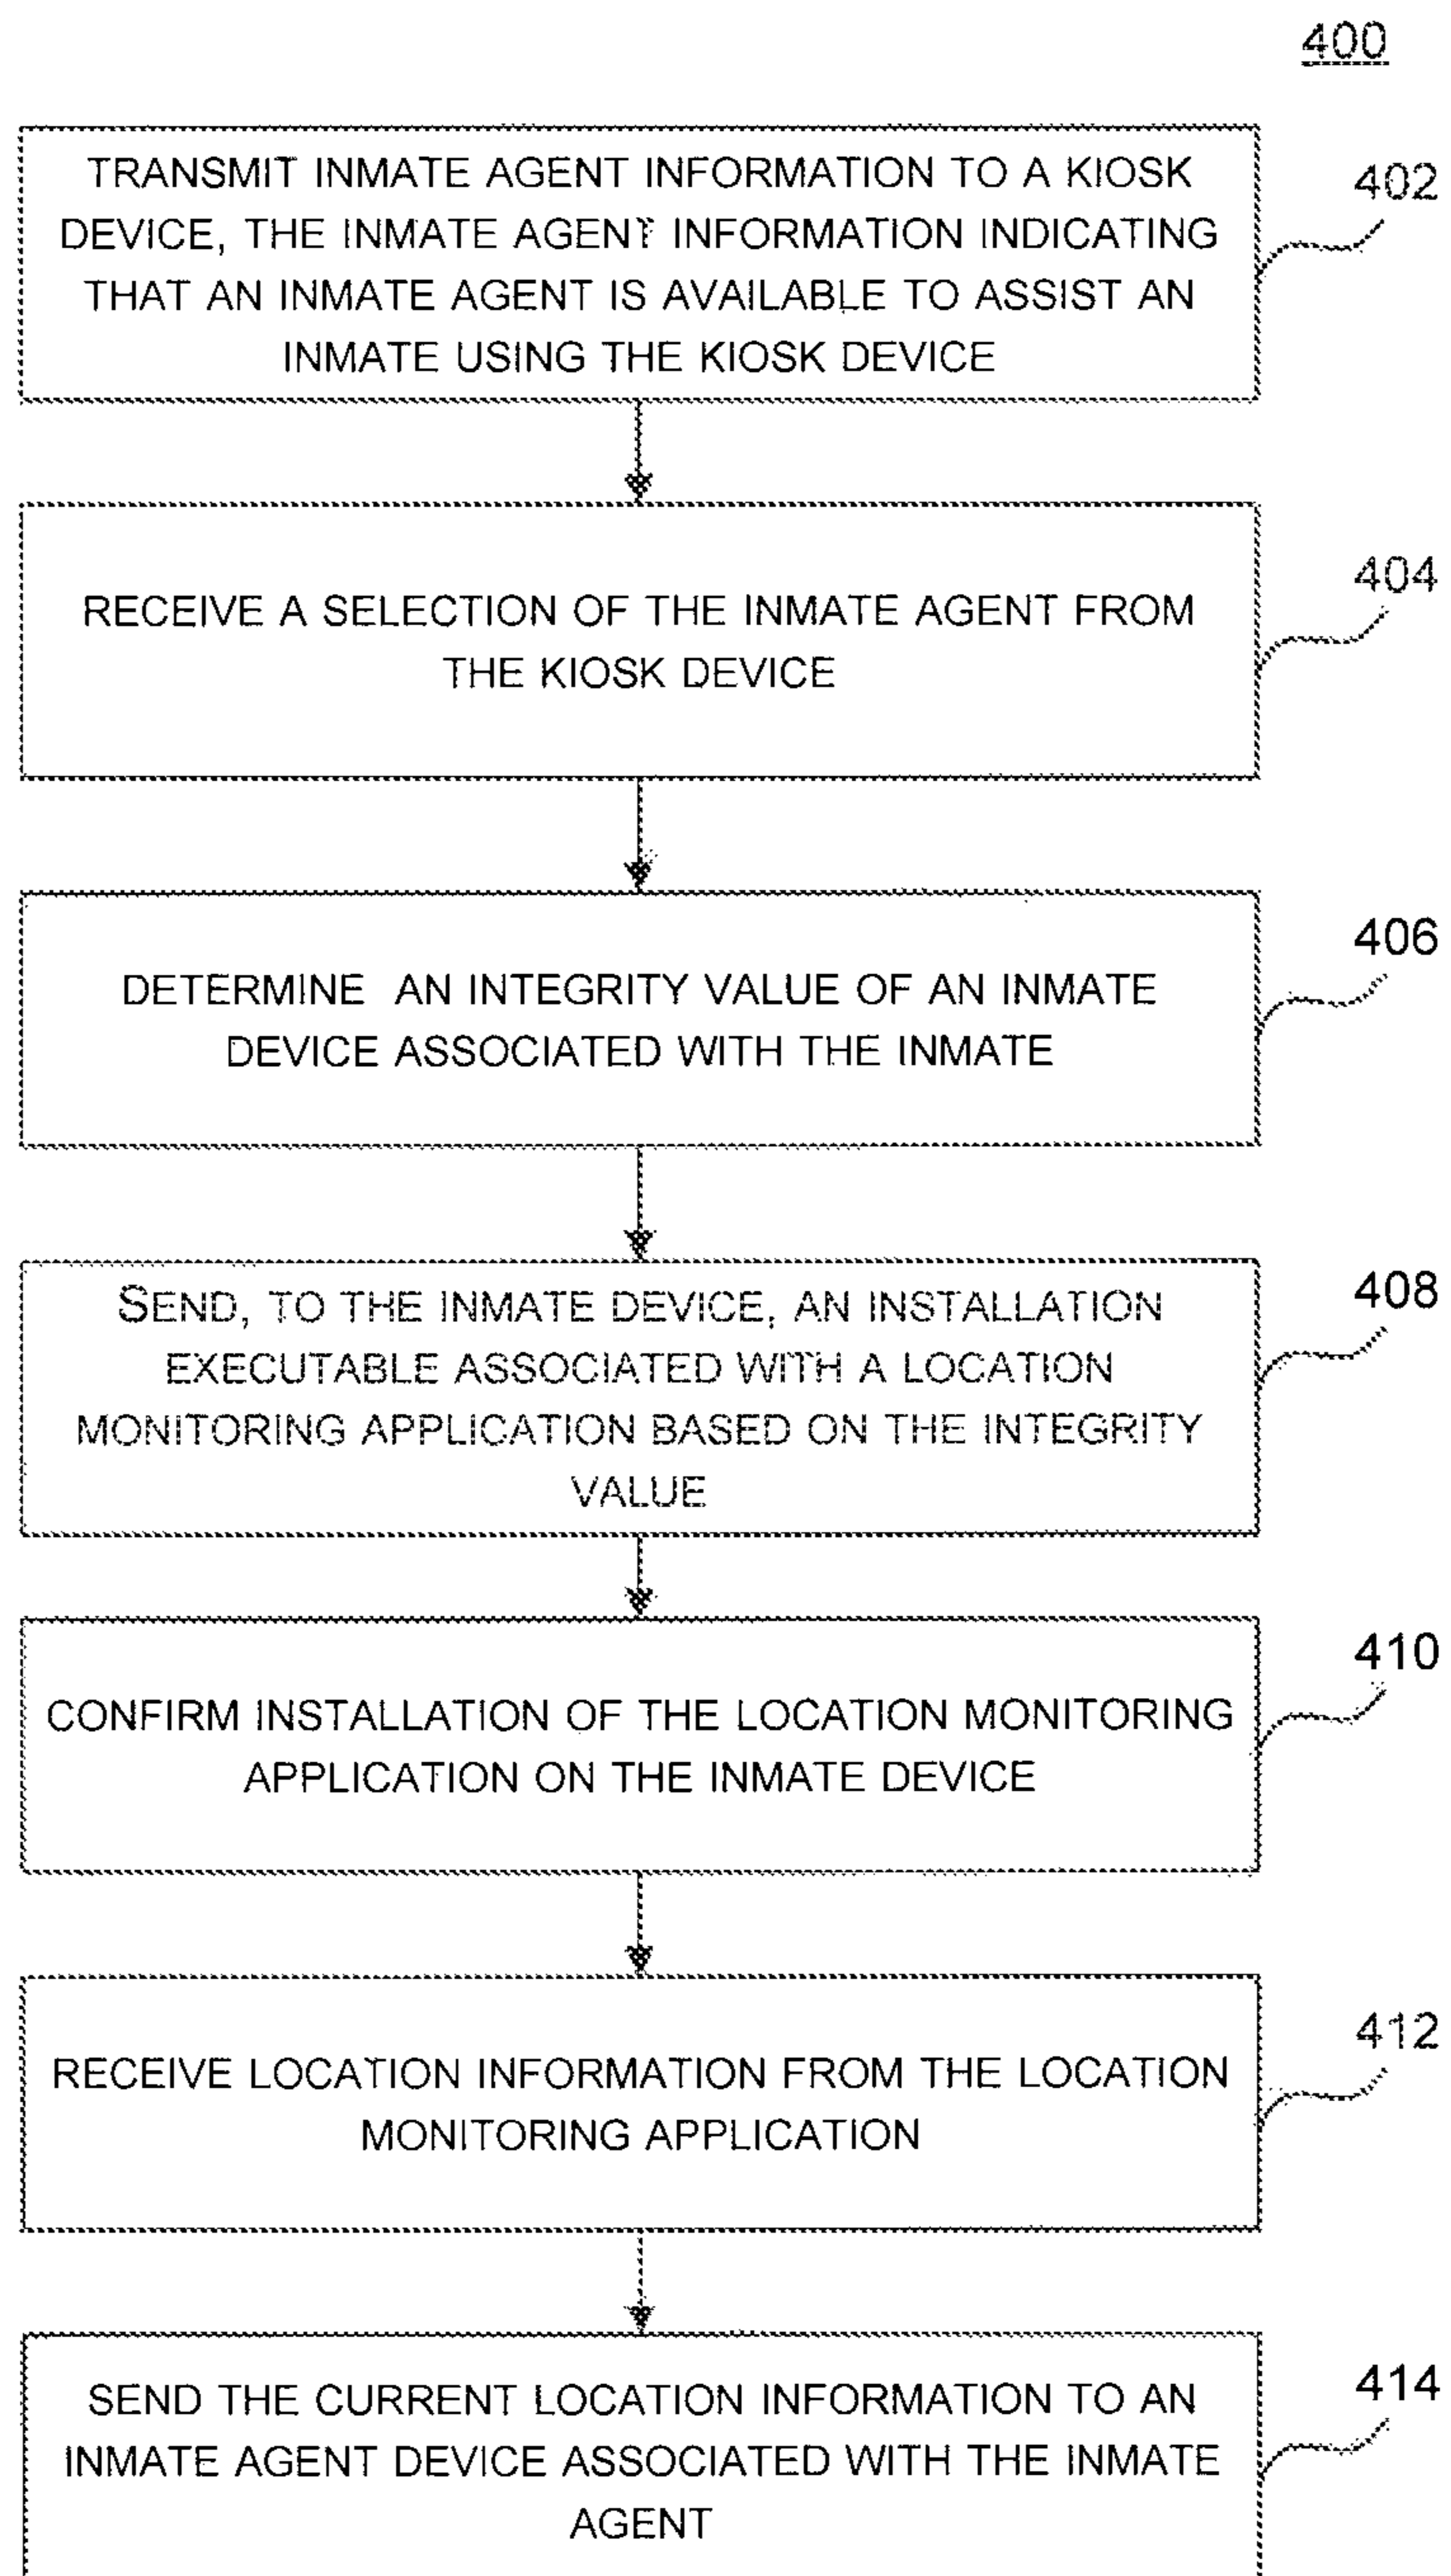 400
TRANSMIT INMATE AGENT INFORMATION TO A KIOSK
DEVICE, THE INMATE AGENT INFORMATION INDICATING
THAT AN INMATE AGENT IS AVAILABLE TO ASSIST AN
INMATE USING THE KIOSK DEVICE
402
RECEIVE A SELECTION OF THE INMATE AGENT FROM
THE KIOSK DEVICE
404
DETERMINE AN INTEGRITY VALUE OF AN INMATE
DEVICE ASSOCIATED WITH THE INMATE
406
SEND, TO THE INMATE DEVICE, AN INSTALLATION
EXECUTABLE ASSOCIATED WITH A LOCATION
MONITORING APPLICATION BASED ON THE INTEGRITY
VALUE
408
CONFIRM INSTALLATION OF THE LOCATION MONITORING
APPLICATION ON THE INMATE DEVICE
410
RECEIVE LOCATION INFORMATION FROM THE LOCATION
MONITORING APPLICATION
412
SEND THE CURRENT LOCATION INFORMATION TO AN
INMATE AGENT DEVICE ASSOCIATED WITH THE INMATE
AGENT
414